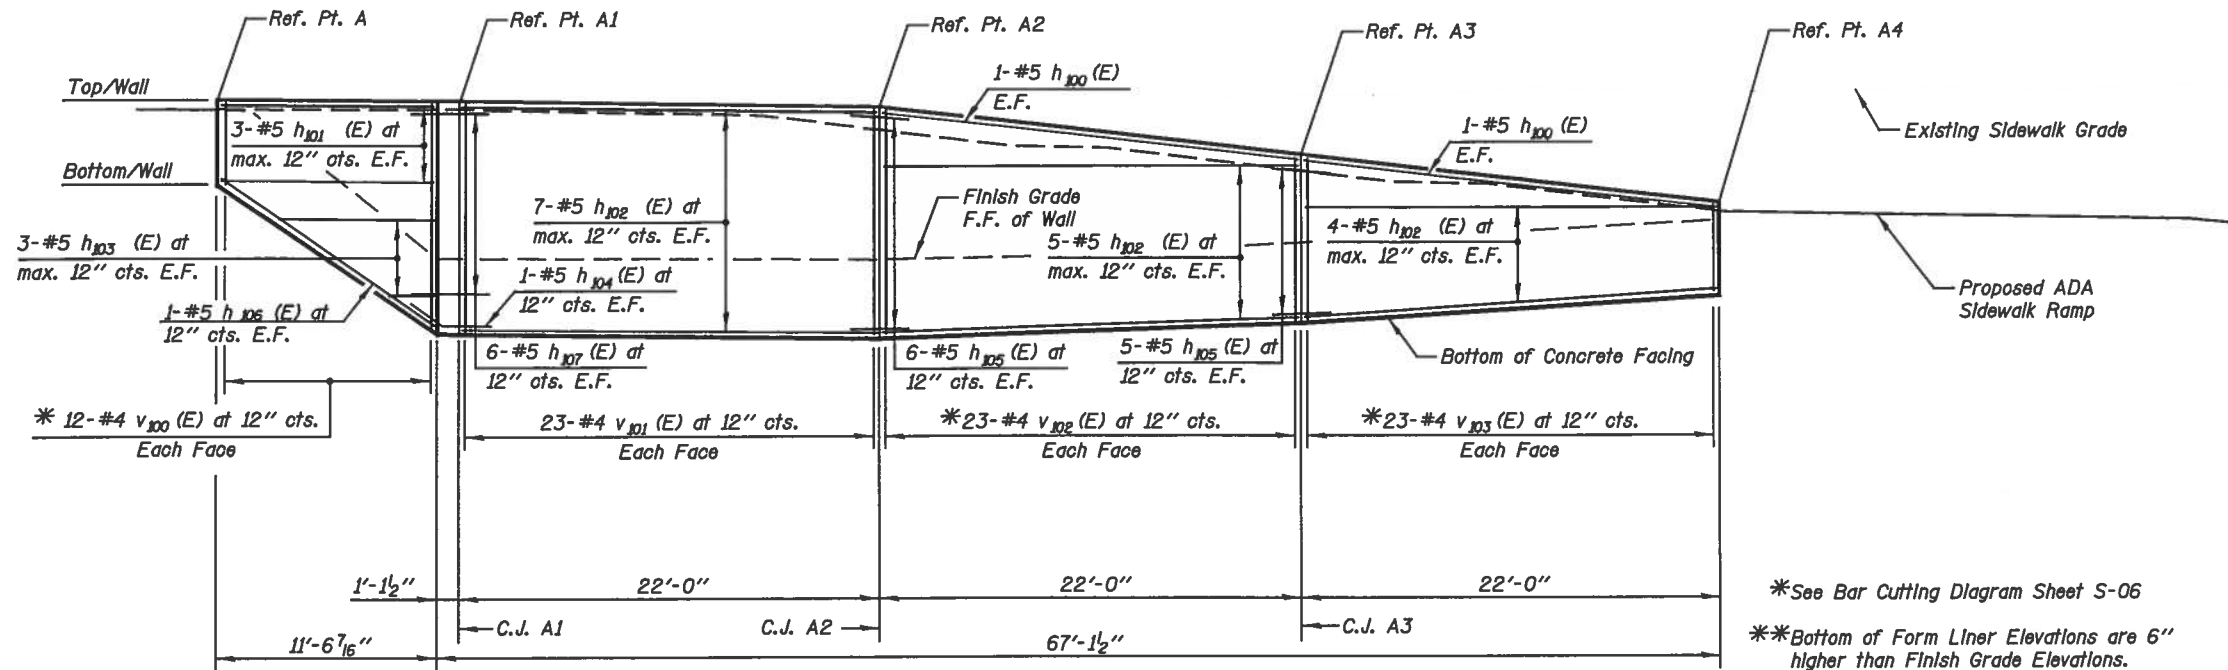 Ref. Pt. A
Ref. Pt. A1
Ref. Pt. A2
Ref. Pt. A3
Ref. Pt. A4
Top/Wall
Bottom/Wall
3-#5 h101 (E) at
max. 12" cts. E.F.
1-#5 h100 (E)
E.F.
1-#5 h100 (E)
E.F.
Existing Sidewalk Grade
3-#5 h103 (E) at
max. 12" cts. E.F.
7-#5 h102 (E) at
max. 12" cts. E.F.
Finish Grade
F.F. of Wall
5-#5 h102 (E) at
max. 12" cts. E.F.
4-#5 h102 (E) at
max. 12" cts. E.F.
1-#5 h104 (E) at
12" cts. E.F.
1-#5 h106 (E) at
12" cts. E.F.
Proposed ADA
Sidewalk Ramp
6-#5 h107 (E) at
12" cts. E.F.
6-#5 h105 (E) at
12" cts. E.F.
5-#5 h105 (E) at
12" cts. E.F.
Bottom of Concrete Facing
* 12-#4 v100 (E) at 12" cts.
Each Face
23-#4 v101 (E) at 12" cts.
Each Face
*23-#4 v102 (E) at 12" cts.
Each Face
*23-#4 v103 (E) at 12" cts.
Each Face
1'-1½"
22'-0"
22'-0"
22'-0"
C.J. A1
C.J. A2
C.J. A3
11'-6 7/16"
67'-1½"
*See Bar Cutting Diagram Sheet S-06
**Bottom of Form Liner Elevations are 6"
higher than Finish Grade Elevations.